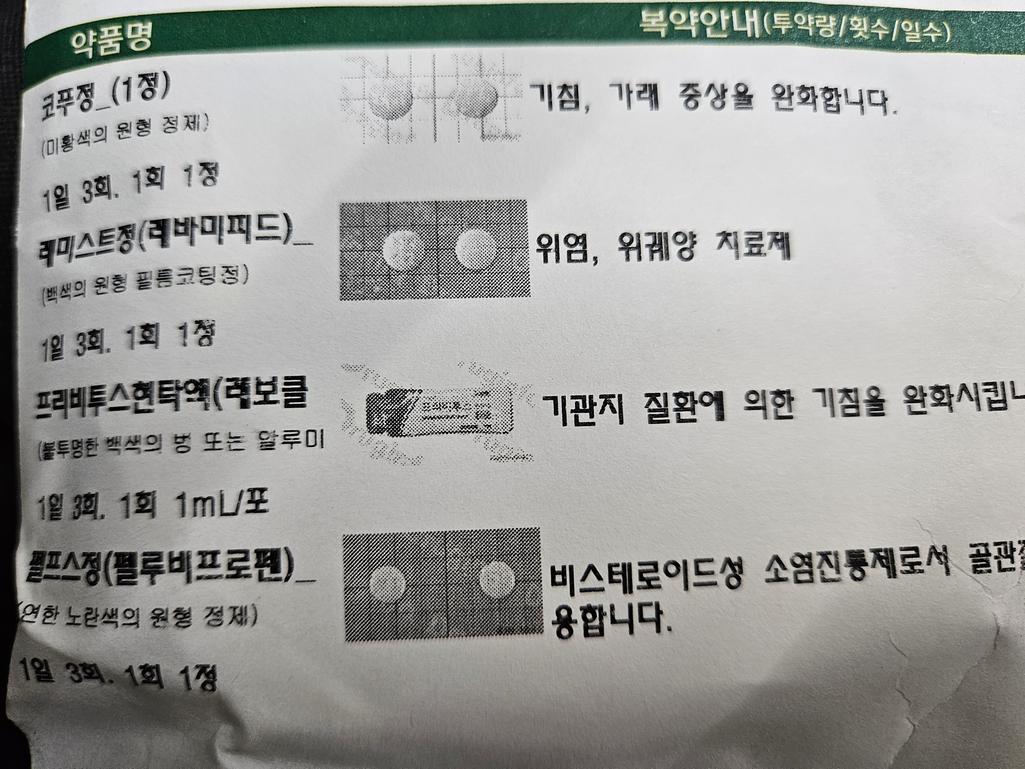 약품명 복약안내(투약량/횟수/일수)
코푸정_(1정) 기침, 가래 증상을 완화합니다.
(미황색의 원형 정제)
1일 3회. 1회 1정
레미스트정(레바미피드)_ 위염, 위궤양 치료제
(백색의 원형 필름코팅정)
1일 3회. 1회 1정
프리비투스현탁액(레보클 기관지 질환에 의한 기침을 완화시킵니
(불투명한 백색의 병 또는 알루미
1일 3회. 1회 1mL/포
펠프스정(펠루비프로펜)_ 비스테로이드성 소염진통제로서 골관절
용합니다.
(연한 노란색의 원형 정제)
1일 3회. 1회 1정